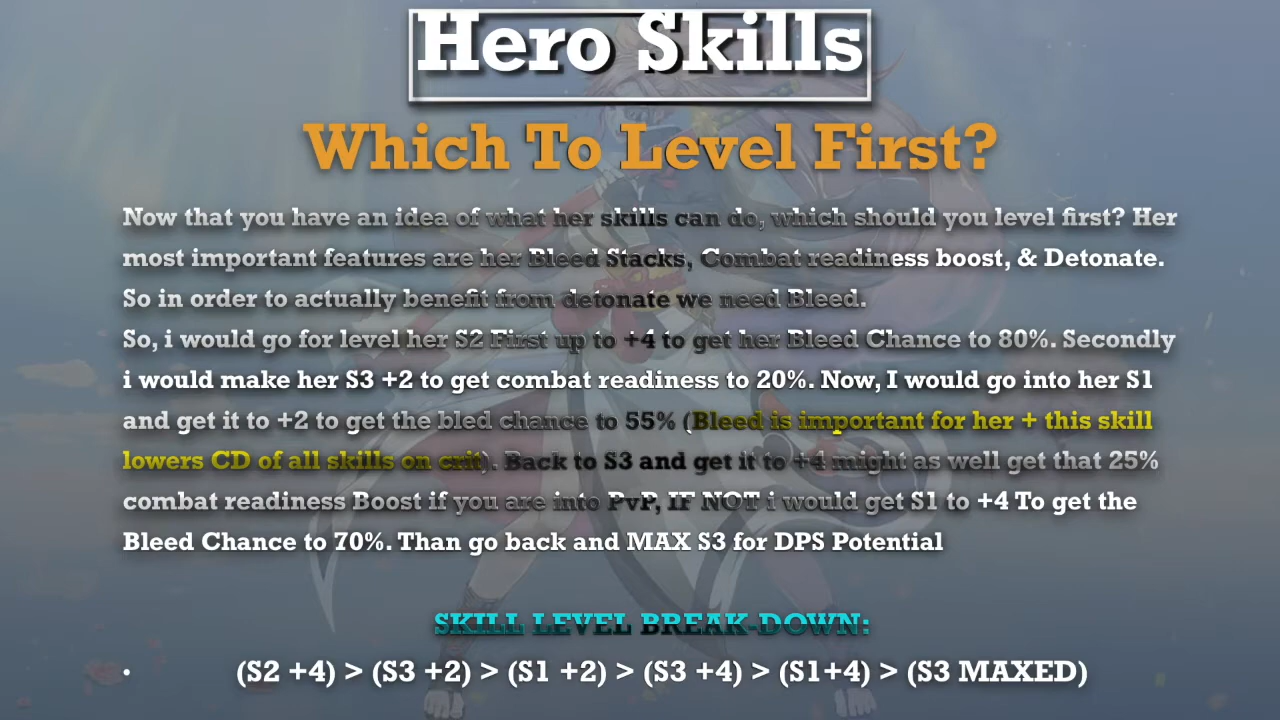 Hero Skills
Which To Level First?
Now that you have an idea of what her skills can do, which should you level first? Her
most important features are her Bleed Stacks, Combat readiness boost, & Detonate.
So in order to actually benefit from detonate we need Bleed.
So, i would go for level her S2 First up to +4 to get her Bleed Chance to 80%. Secondly
i would make her S3 +2 to get combat readiness to 20%. Now, I would go into her S1
and get it to +2 to get the bled chance to 55% (Bleed is important for her + this skill
lowers CD of all skills on crit). Back to S3 and get it to +4 might as well get that 25%
combat readiness Boost if you are into PvP, IF NOT i would get S1 to +4 To get the
Bleed Chance to 70%. Than go back and MAX S3 for DPS Potential
SKILL LEVEL BREAK-DOWN:
• (S2 +4) > (S3 +2) > (S1 +2) > (S3 +4) > (S1+4) > (S3 MAXED)